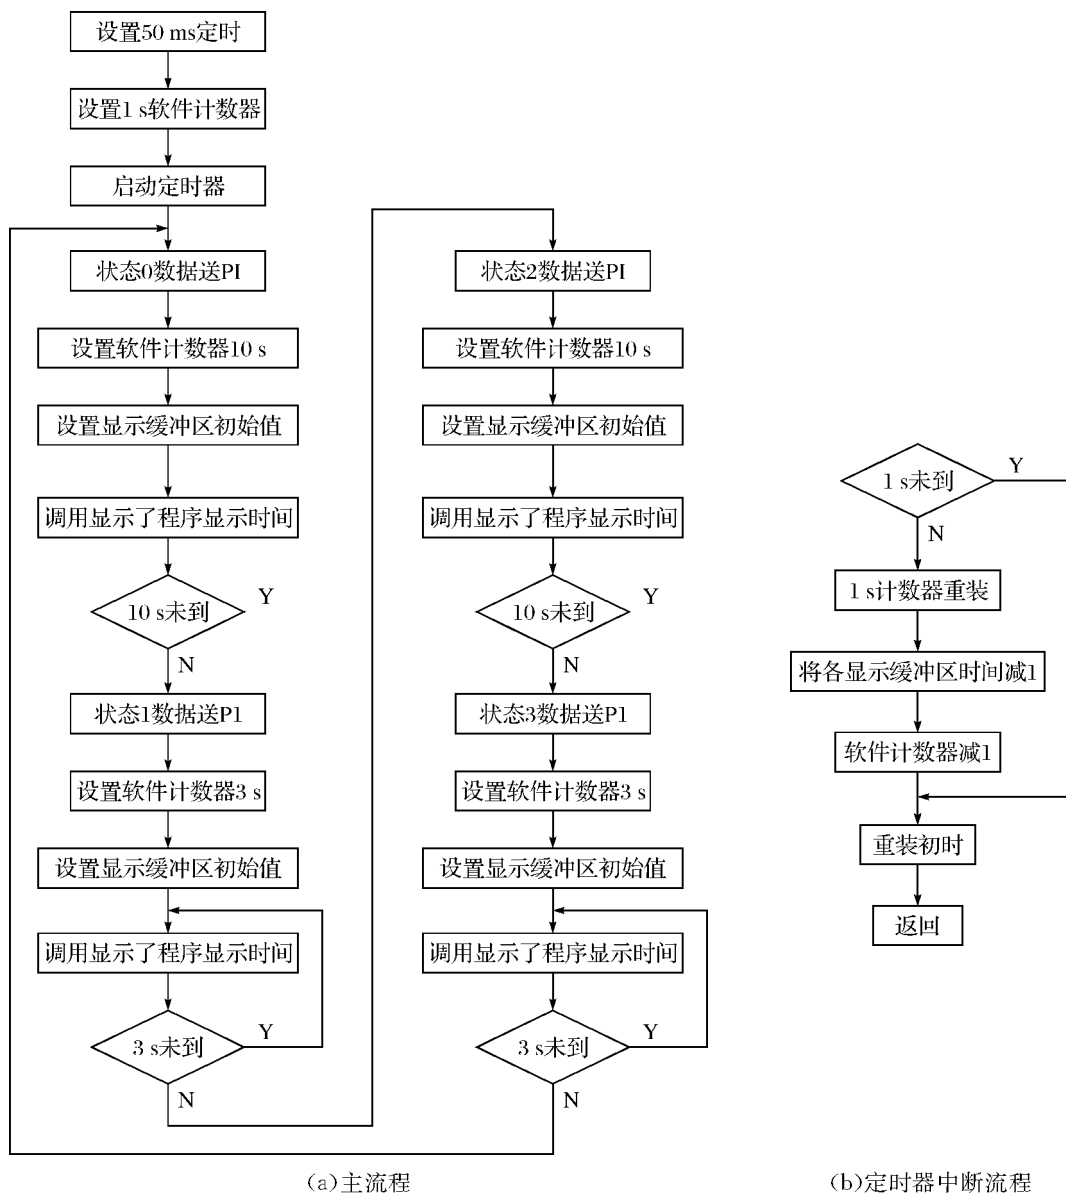 设置50 ms定时
设置1 s软件计数器
启动定时器
状态0数据送PI
设置软件计数器10 s
设置显示缓冲区初始值
调用显示了程序显示时间
10 s未到
Y
N
状态1数据送P1
设置软件计数器3 s
设置显示缓冲区初始值
调用显示了程序显示时间
3 s未到
Y
N
状态2数据送PI
设置软件计数器10 s
设置显示缓冲区初始值
调用显示了程序显示时间
10 s未到
Y
N
状态3数据送P1
设置软件计数器3 s
设置显示缓冲区初始值
调用显示了程序显示时间
3 s未到
Y
N
(a)主流程
1 s未到
Y
N
1 s计数器重装
将各显示缓冲区时间减1
软件计数器减1
重装初时
返回
(b)定时器中断流程